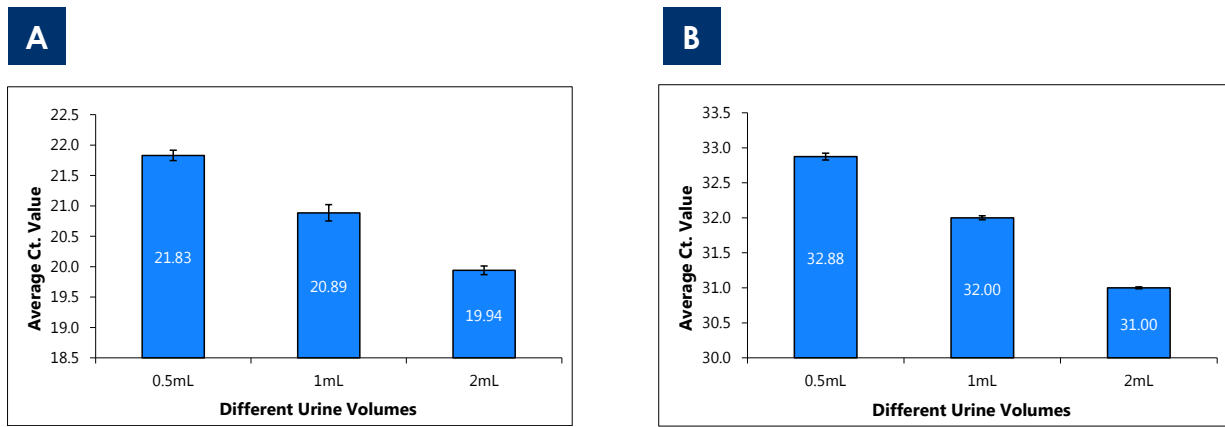 A
22.5
22.0
21.5
21.0
20.5
20.0
19.5
19.0
18.5
Average Ct. Value
21.83
20.89
19.94
0.5mL 1mL 2mL
Different Urine Volumes
B
33.5
33.0
32.5
32.0
31.5
31.0
30.5
30.0
Average Ct. Value
32.88
32.00
31.00
0.5mL 1mL 2mL
Different Urine Volumes